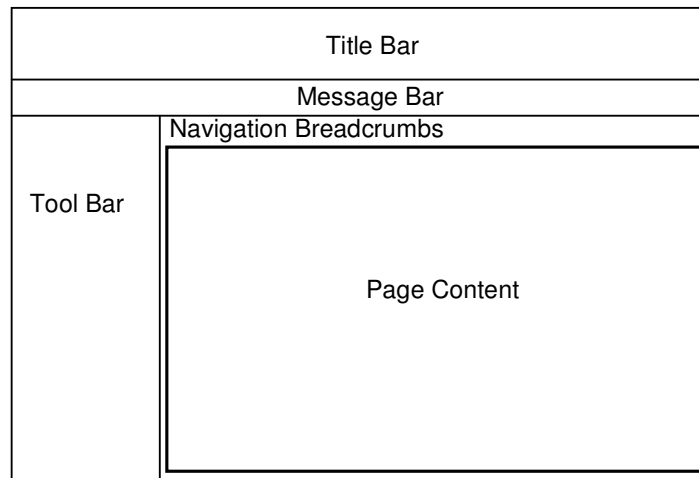 Title Bar
Message Bar
Navigation Breadcrumbs
Tool Bar
Page Content